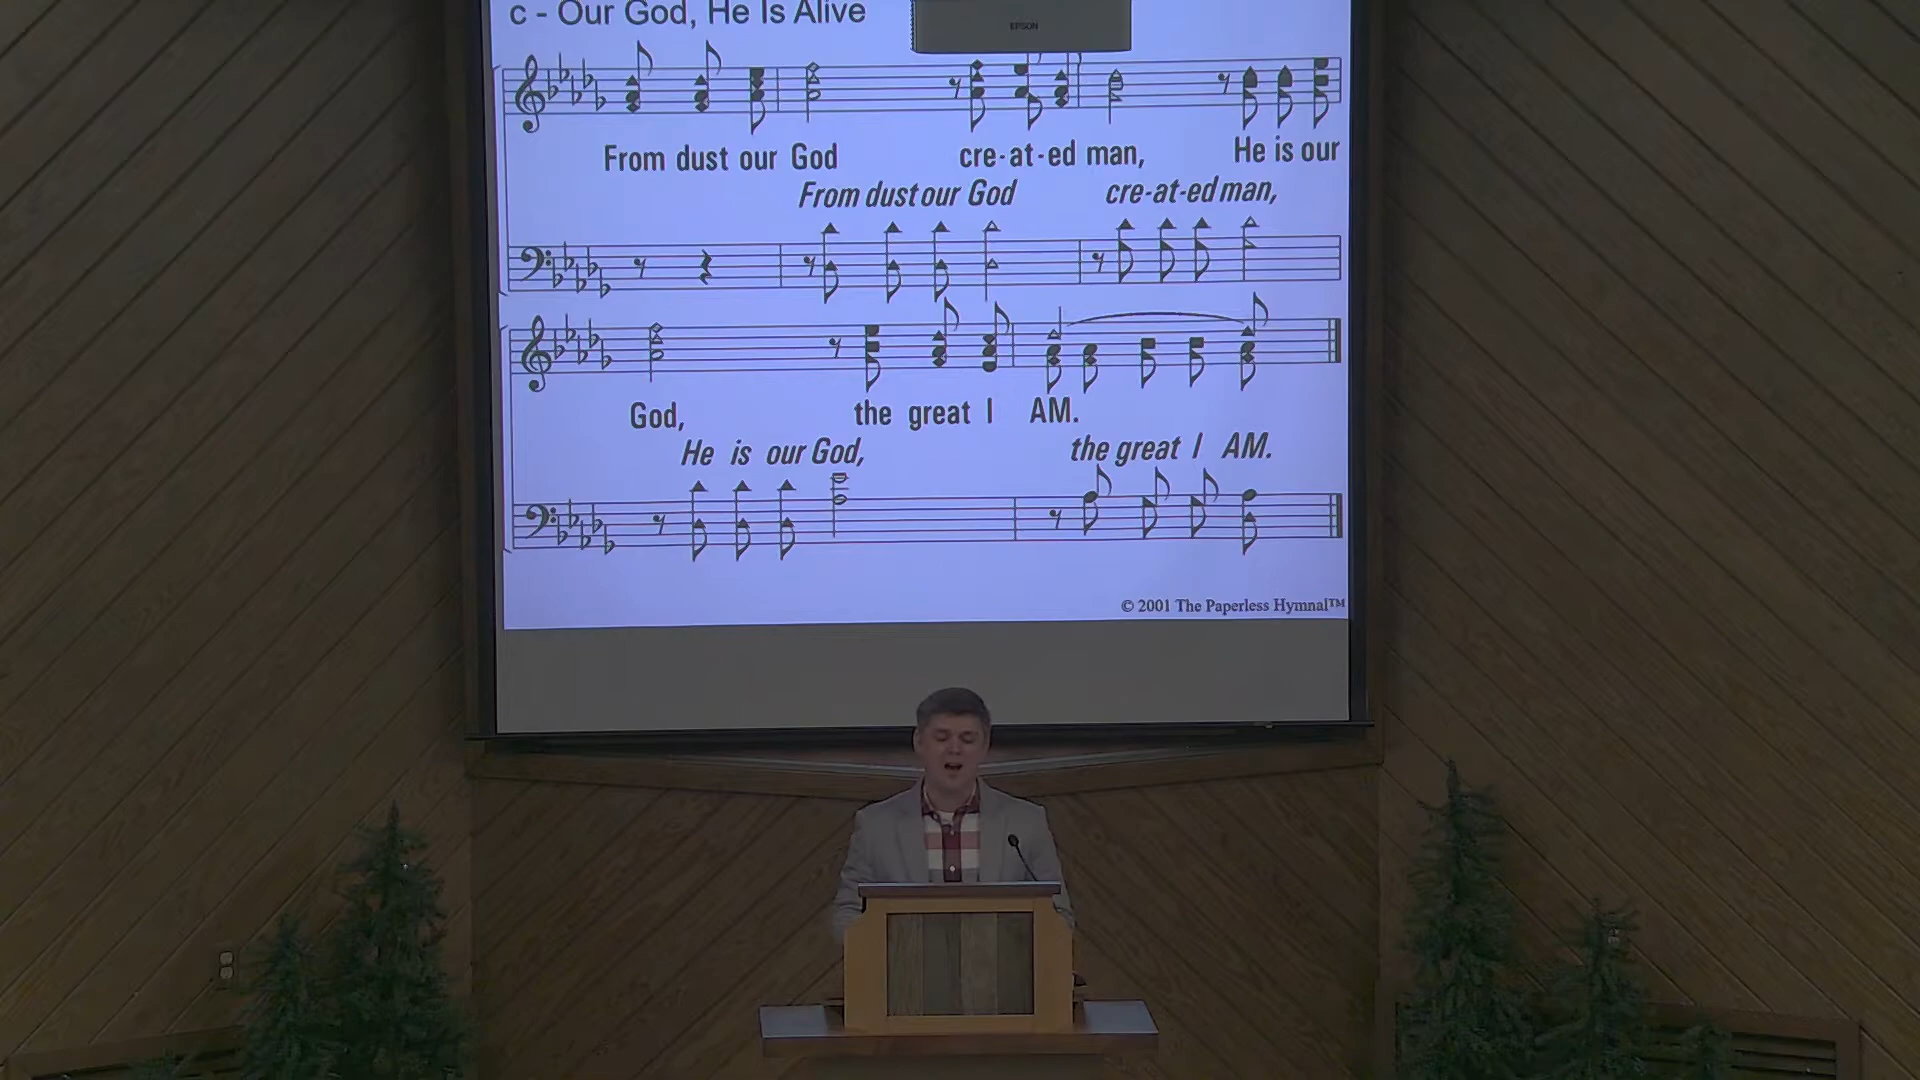 c - Our God, He Is Alive
EPSON
From dust our God cre-at-ed man, He is our
From dust our God cre-at-ed man,
God, the great I AM.
He is our God, the great I AM.
© 2001 The Paperless Hymnal™